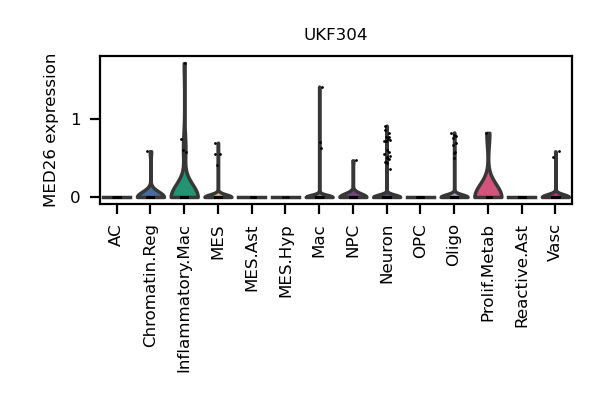 UKF304
MED26 expression
1
0
AC
Chromatin.Reg
Inflammatory.Mac
MES
MES.Ast
MES.Hyp
Mac
NPC
Neuron
OPC
Oligo
Prolif.Metab
Reactive.Ast
Vasc